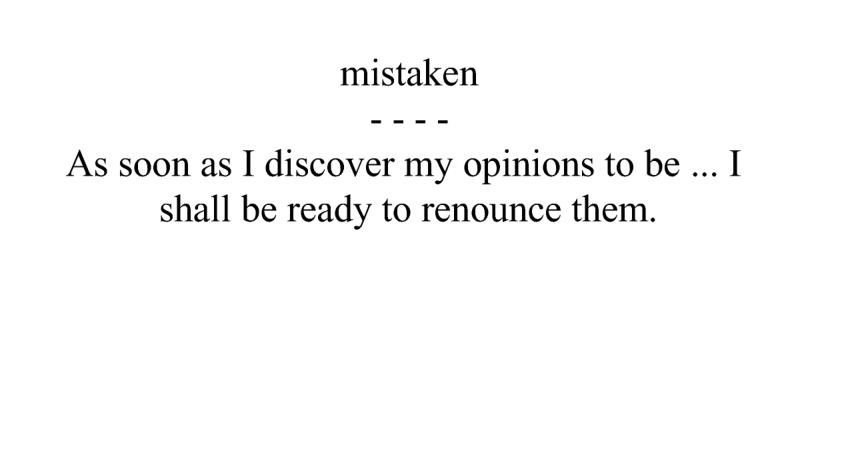 mistaken
- - - -
As soon as I discover my opinions to be ... I
shall be ready to renounce them.